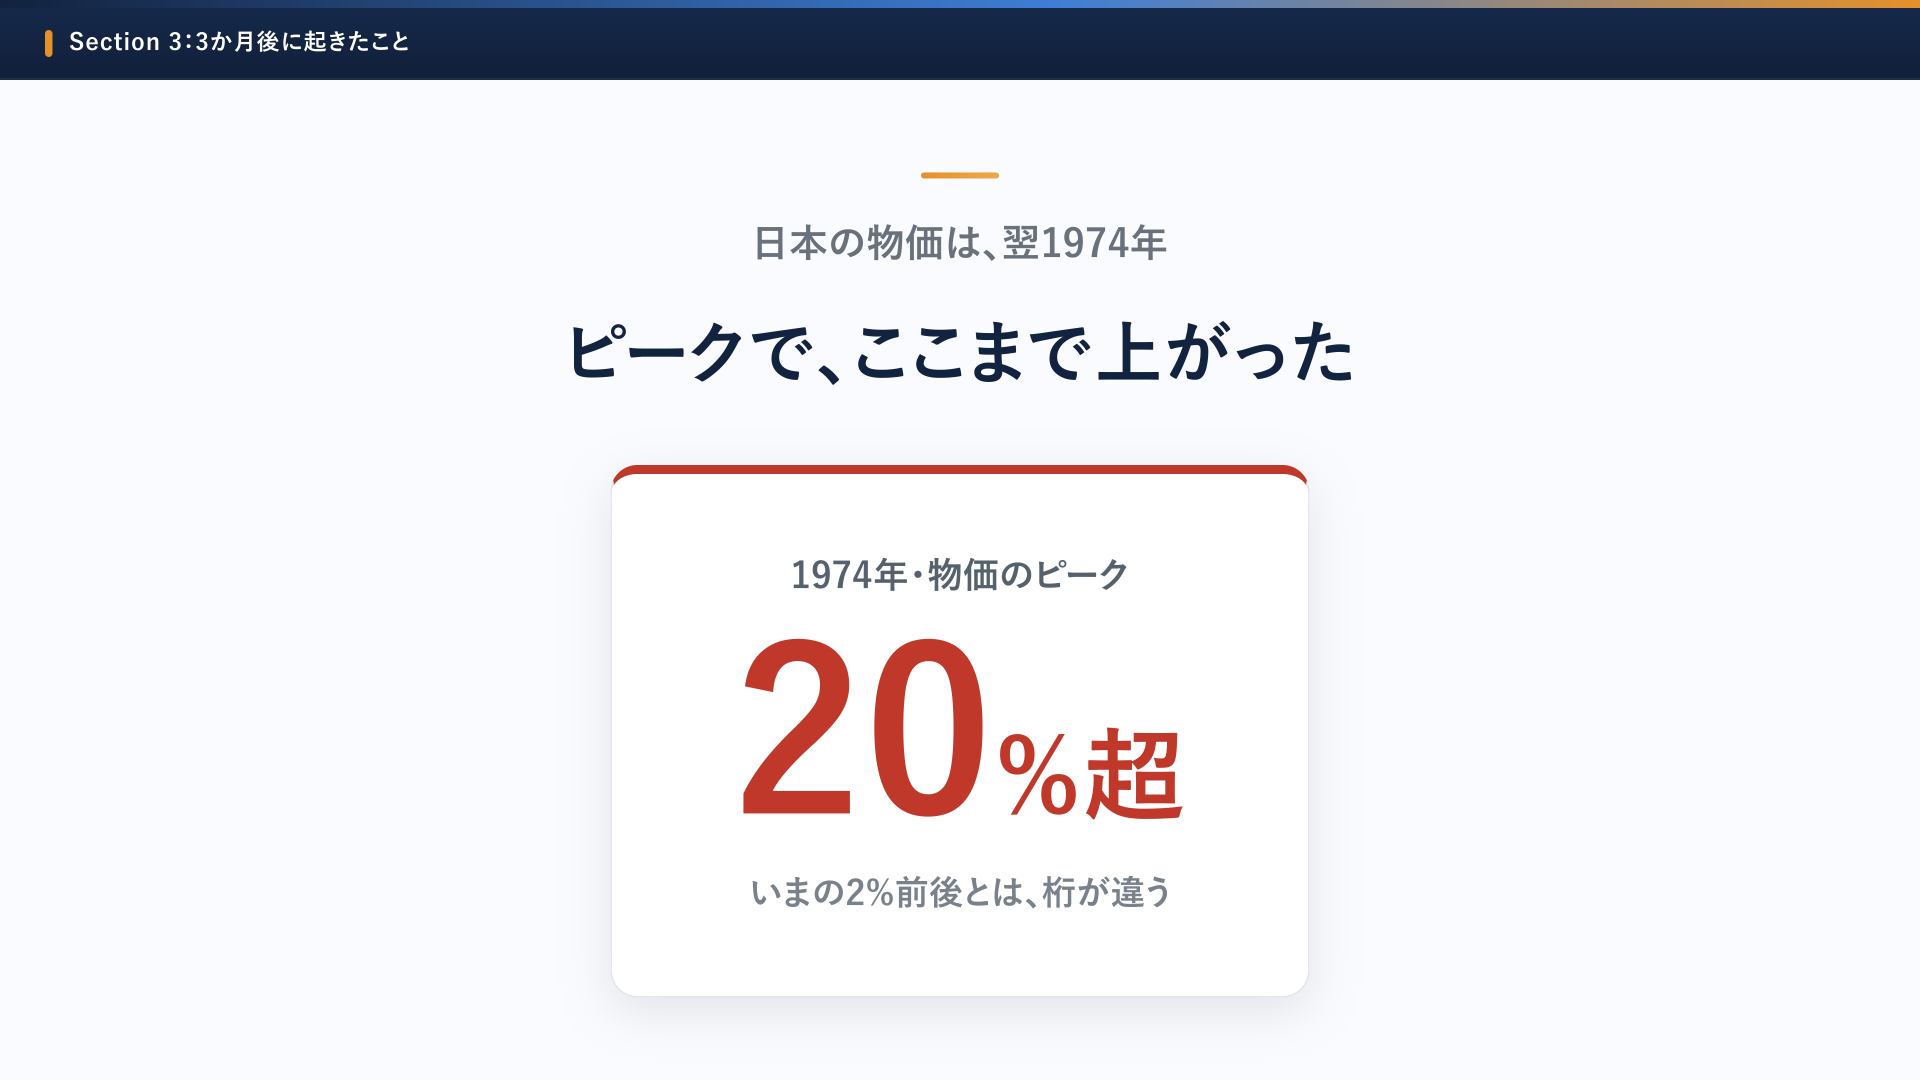 Section 3：3か月後に起きたこと
日本の物価は、翌1974年
ピークで、ここまで上がった
1974年・物価のピーク
20%超
いまの2%前後とは、桁が違う